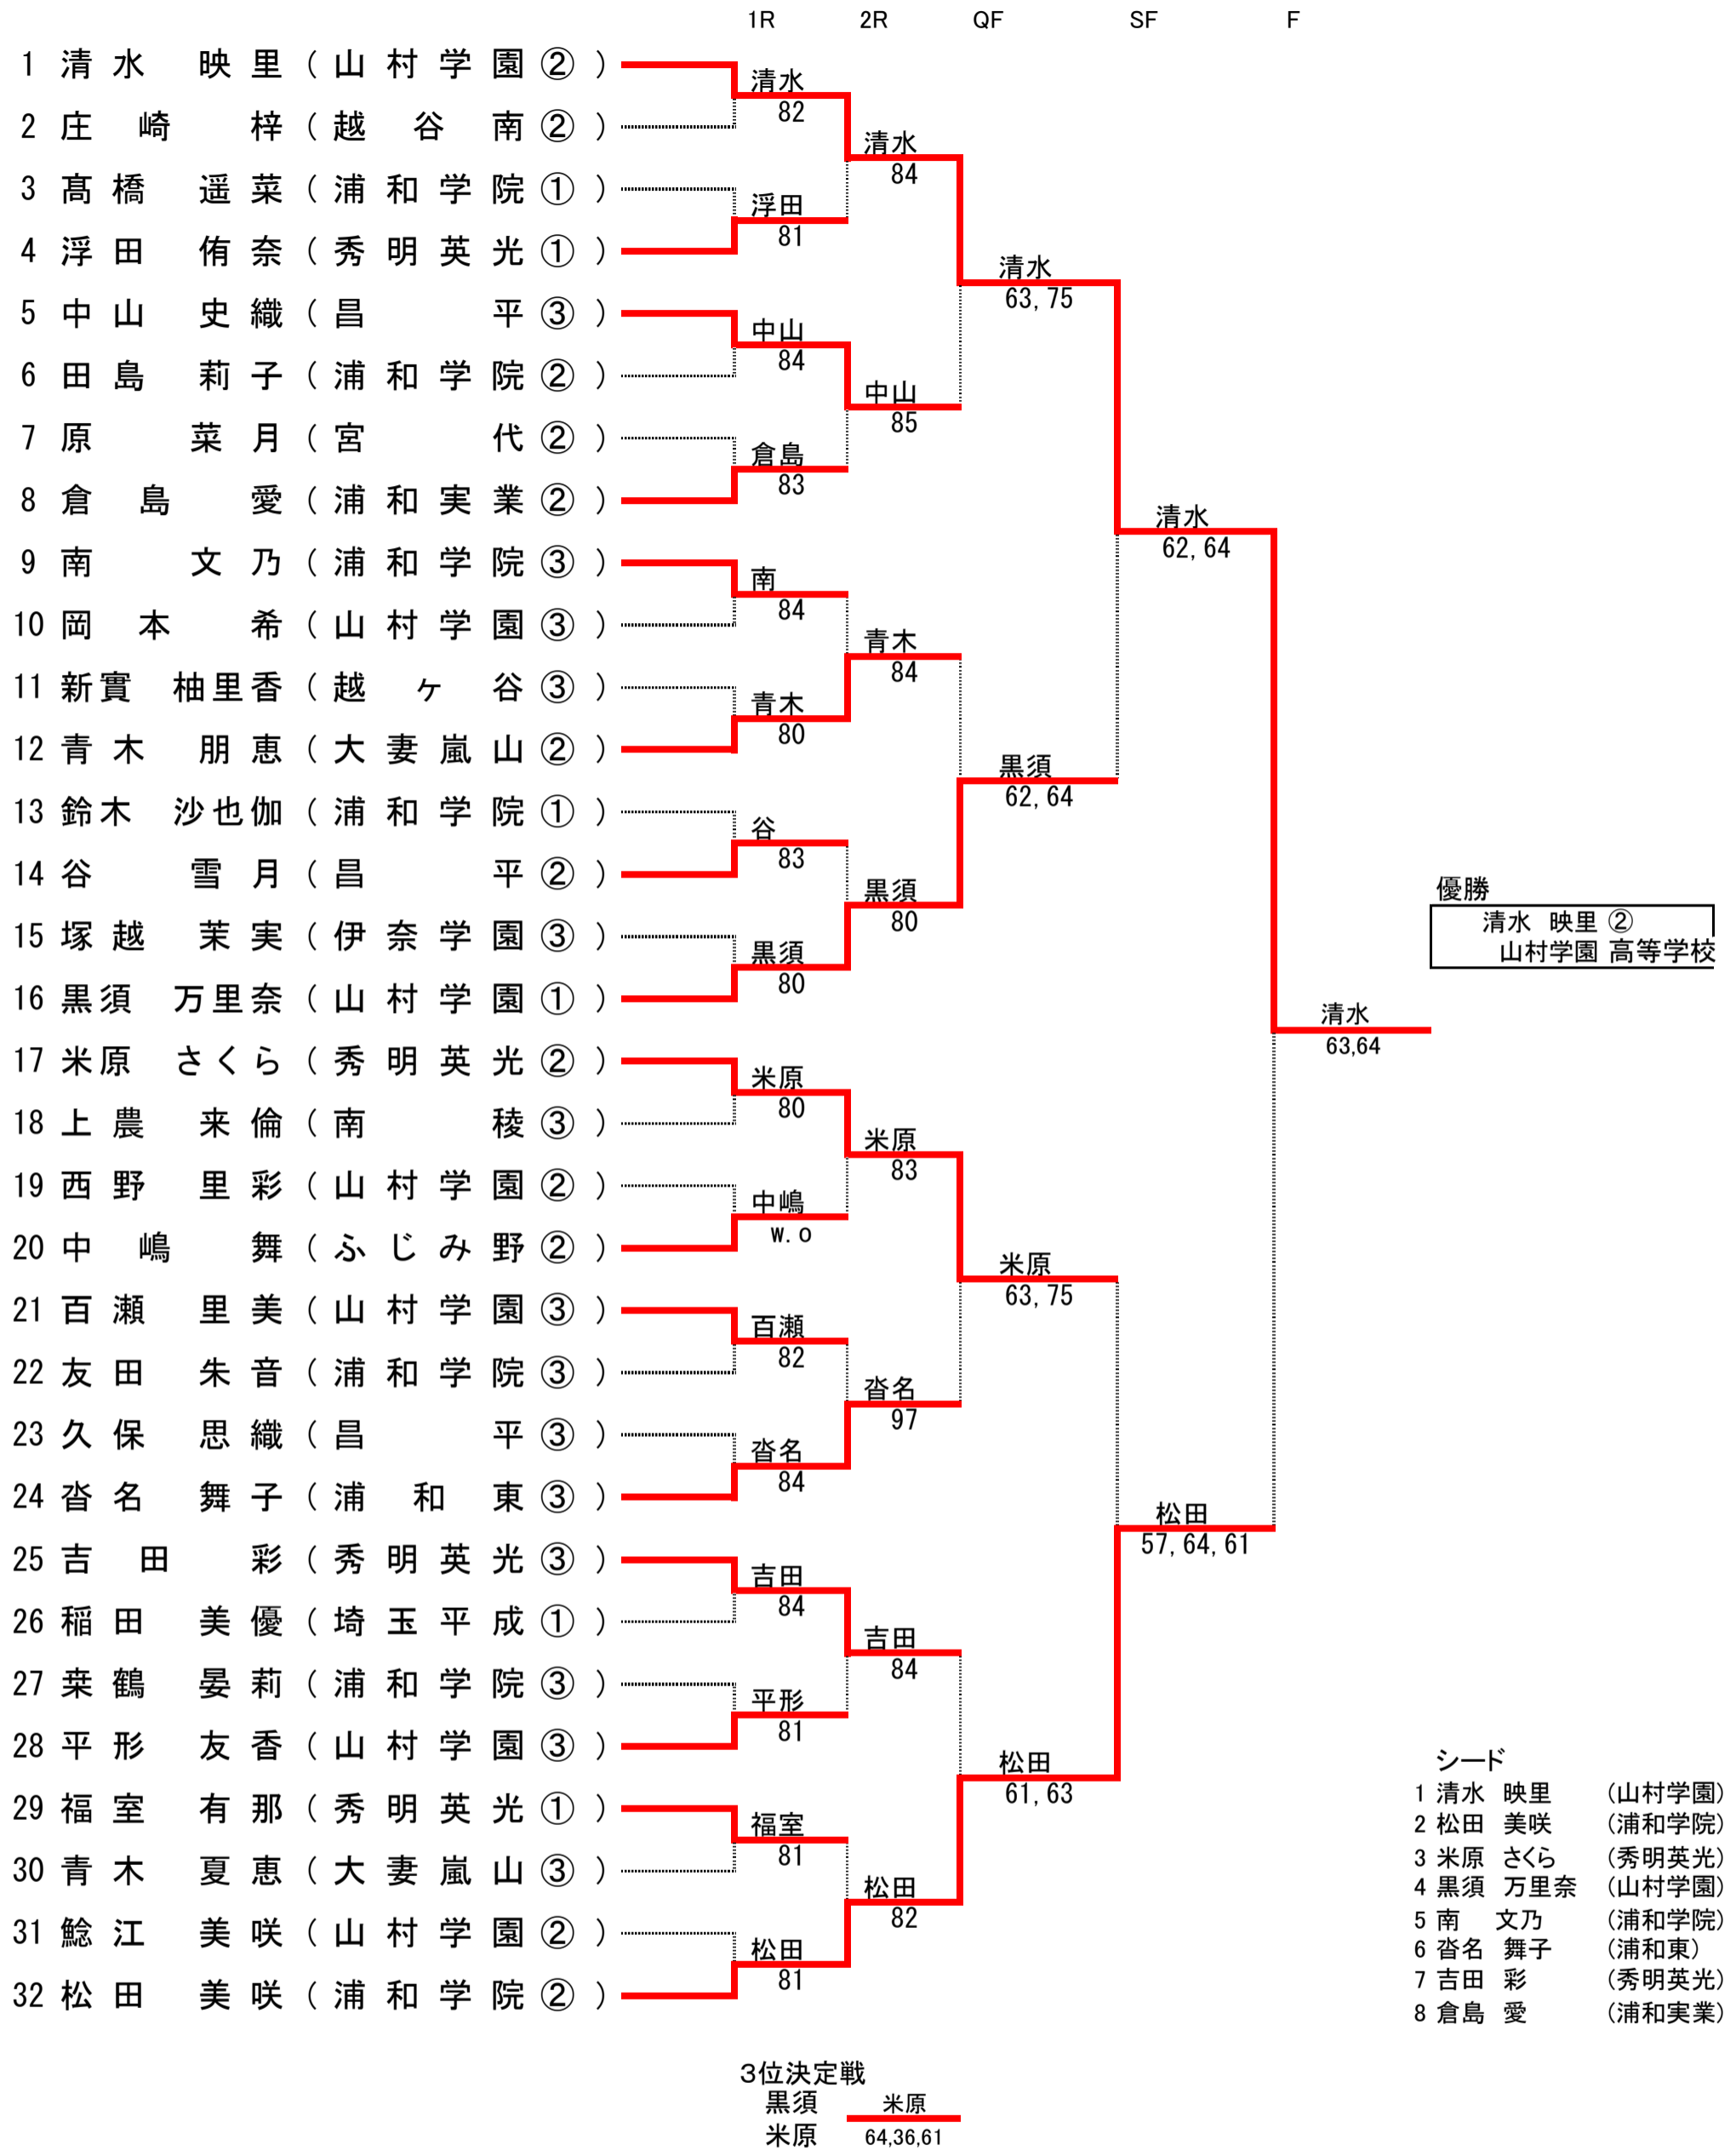 1R 2R QF SF F
1 清水 映里 (山村学園②)
2 庄崎 梓 (越谷南②)
3 髙橋 遥菜 (浦和学院①)
4 浮田 侑奈 (秀明英光①)
5 中山 史織 (昌平③)
6 田島 莉子 (浦和学院②)
7 原 菜月 (宮代②)
8 倉島 愛 (浦和実業②)
9 南 文乃 (浦和学院③)
10 岡本 希 (山村学園③)
11 新實 柚里香 (越ヶ谷③)
12 青木 朋恵 (大妻嵐山②)
13 鈴木 沙也伽 (浦和学院①)
14 谷 雪月 (昌平②)
15 塚越 茉実 (伊奈学園③)
16 黒須 万里奈 (山村学園①)
17 米原 さくら (秀明英光②)
18 上農 来倫 (南稜③)
19 西野 里彩 (山村学園②)
20 中嶋 舞 (ふじみ野②)
21 百瀬 里美 (山村学園③)
22 友田 朱音 (浦和学院③)
23 久保 思織 (昌平③)
24 沓名 舞子 (浦和東③)
25 吉田 彩 (秀明英光③)
26 稲田 美優 (埼玉平成①)
27 桒鶴 晏莉 (浦和学院③)
28 平形 友香 (山村学園③)
29 福室 有那 (秀明英光①)
30 青木 夏恵 (大妻嵐山③)
31 鯰江 美咲 (山村学園②)
32 松田 美咲 (浦和学院②)
清水
82
浮田
81
中山
84
倉島
83
南
84
青木
80
谷
83
黒須
80
米原
80
中嶋
w.o
百瀬
82
沓名
84
吉田
84
平形
81
福室
81
松田
81
清水
84
中山
85
青木
84
黒須
80
米原
83
沓名
97
吉田
84
松田
82
清水
63,75
黒須
62,64
米原
63,75
松田
61,63
清水
62,64
松田
57,64,61
清水
63,64
優勝
清水 映里 ②
山村学園 高等学校
シード
1 清水 映里 (山村学園)
2 松田 美咲 (浦和学院)
3 米原 さくら (秀明英光)
4 黒須 万里奈 (山村学園)
5 南 文乃 (浦和学院)
6 沓名 舞子 (浦和東)
7 吉田 彩 (秀明英光)
8 倉島 愛 (浦和実業)
3位決定戦
黒須 米原
米原 64,36,61